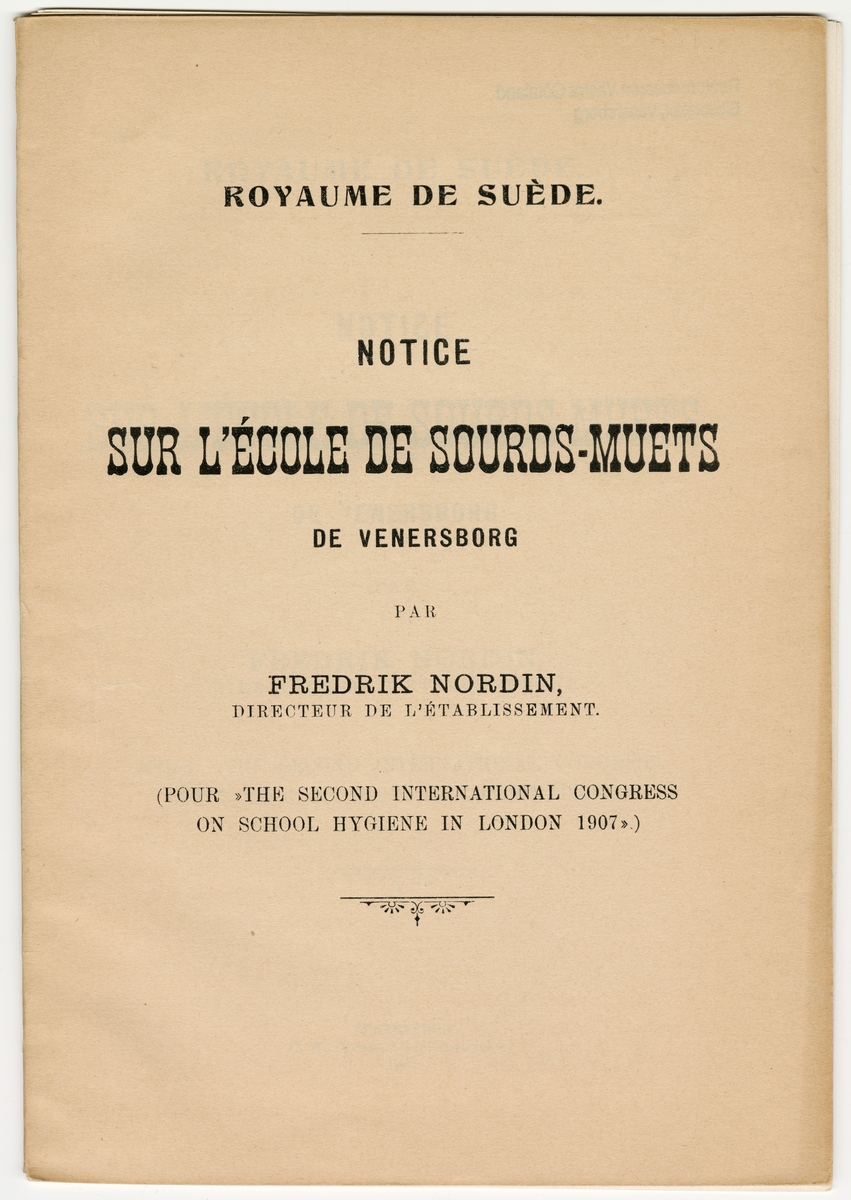 ROYAUME DE SUÈDE.
NOTICE
SUR L'ÉCOLE DE SOURDS-MUETS
DE VENERSBORG
PAR
FREDRIK NORDIN,
DIRECTEUR DE L'ÉTABLISSEMENT.
(POUR »THE SECOND INTERNATIONAL CONGRESS
ON SCHOOL HYGIENE IN LONDON 1907».)